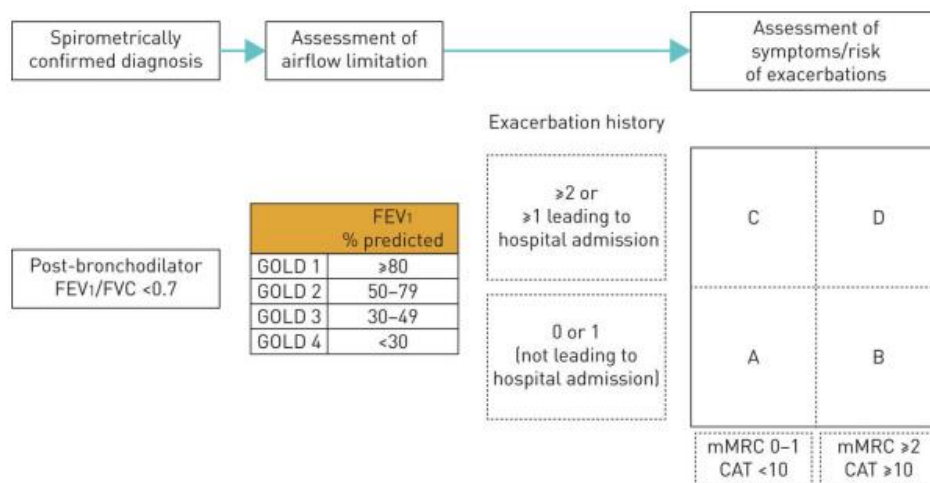 Spirometrically
confirmed diagnosis
Assessment of
airflow limitation
Assessment of
symptoms/risk
of exacerbations
Exacerbation history
Post-bronchodilator
FEV1/FVC <0.7
FEV1
% predicted
GOLD 1 ⩾80
GOLD 2 50–79
GOLD 3 30–49
GOLD 4 <30
⩾2 or
⩾1 leading to
hospital admission
0 or 1
(not leading to
hospital admission)
C D
A B
mMRC 0–1
CAT <10
mMRC ⩾2
CAT ⩾10